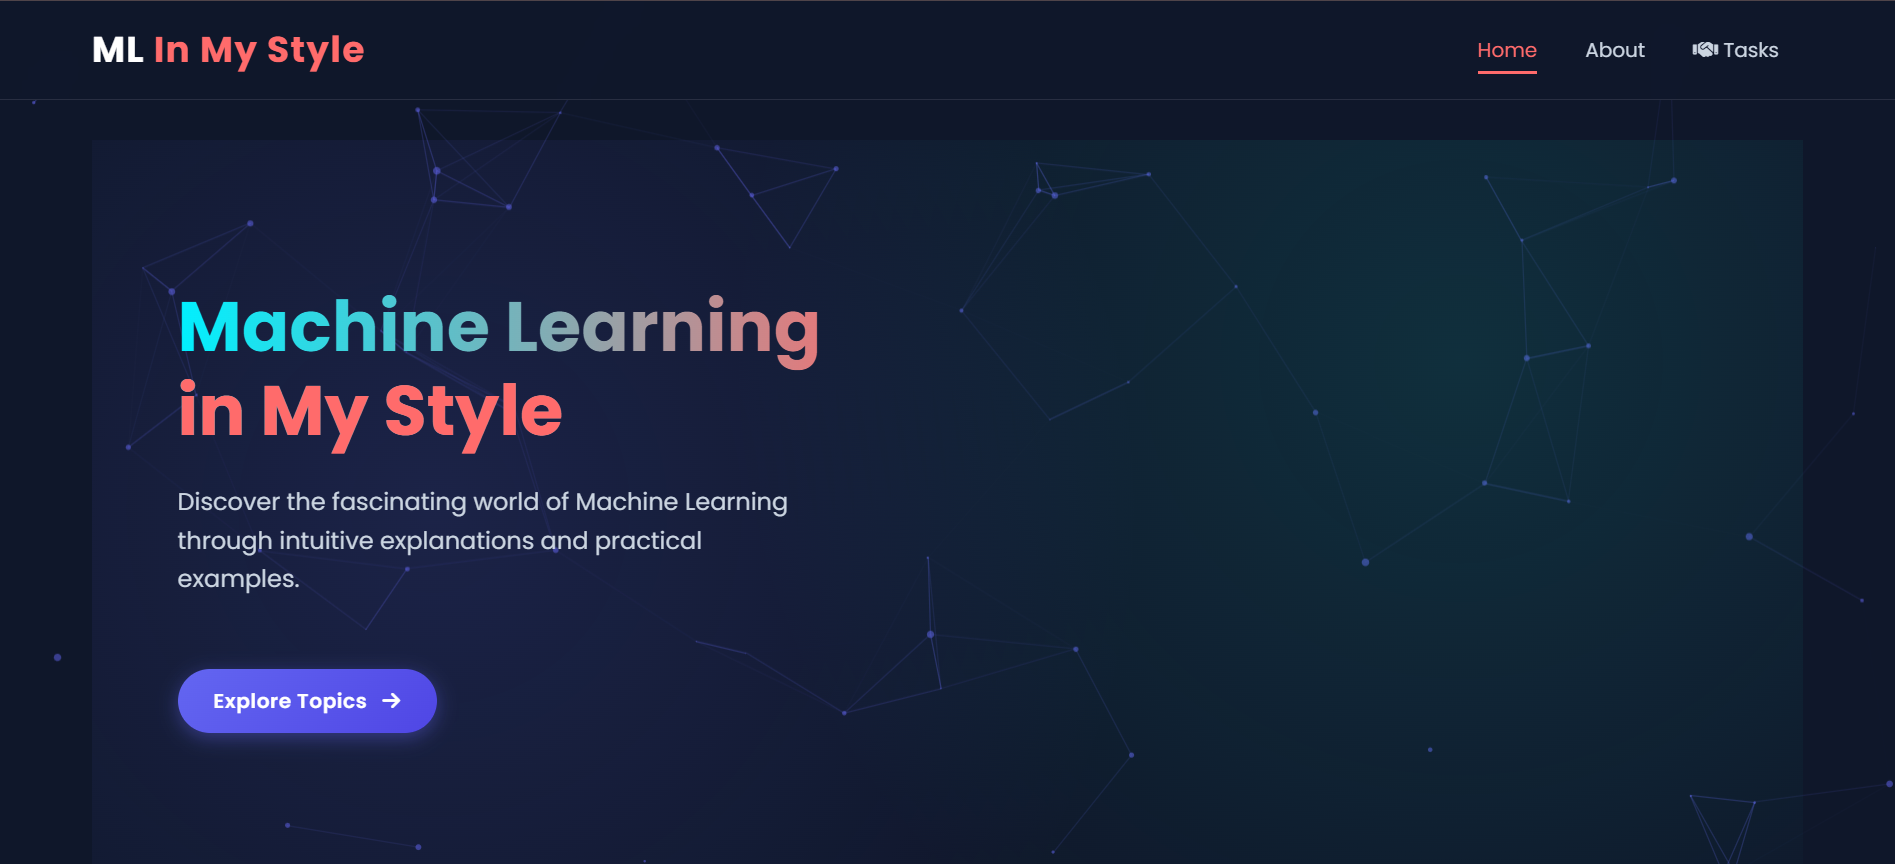 ML In My Style
Home
About
Tasks
Machine Learning
in My Style
Discover the fascinating world of Machine Learning
through intuitive explanations and practical
examples.
Explore Topics